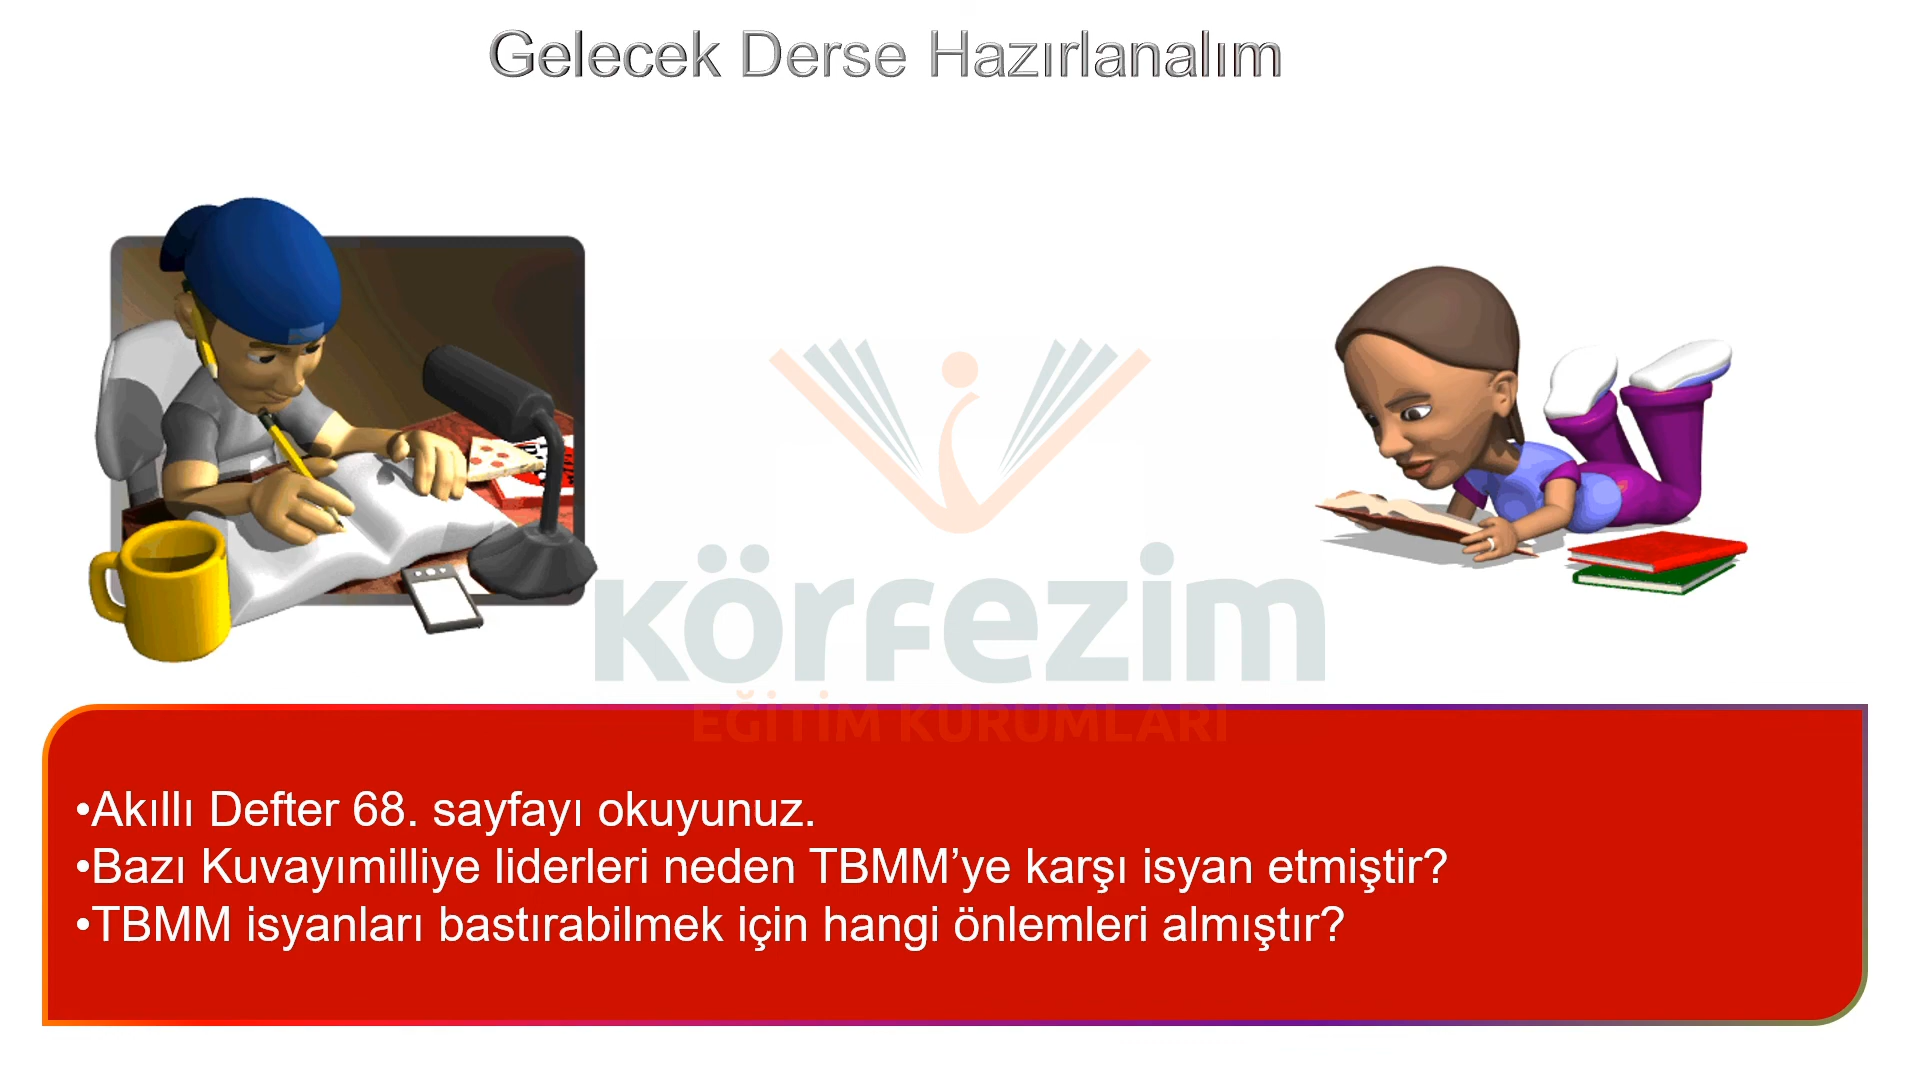 Gelecek Derse Hazırlanalım
körfezim
EĞİTİM KURUMLARI
•Akıllı Defter 68. sayfayı okuyunuz.
•Bazı Kuvayımilliye liderleri neden TBMM’ye karşı isyan etmiştir?
•TBMM isyanları bastırabilmek için hangi önlemleri almıştır?